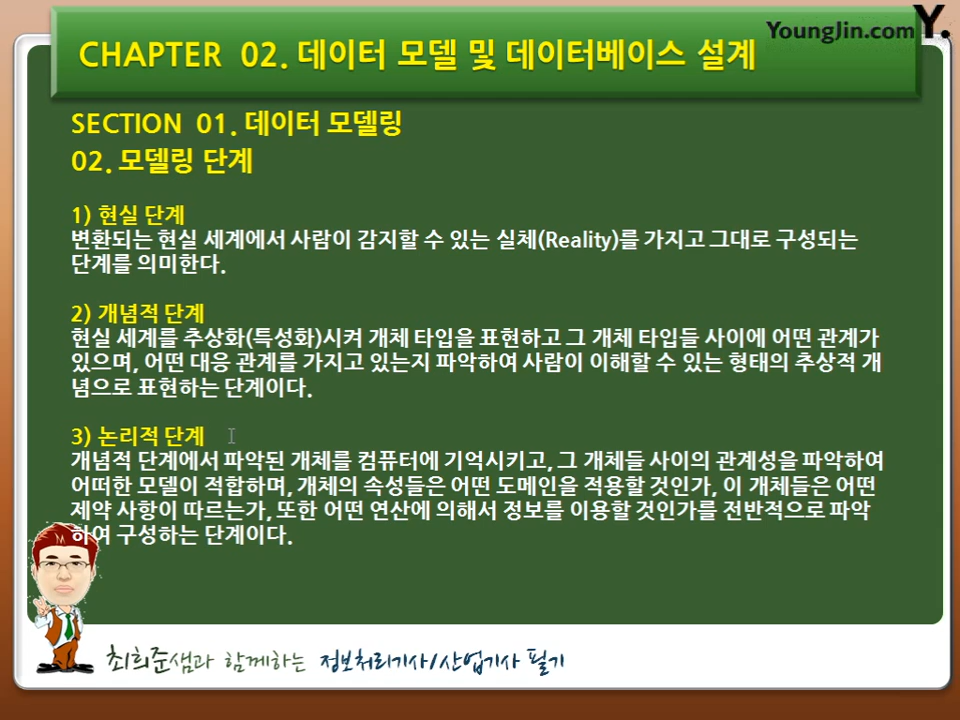 YoungJin.com Y.
CHAPTER 02. 데이터 모델 및 데이터베이스 설계
SECTION 01. 데이터 모델링
02. 모델링 단계
1) 현실 단계
변환되는 현실 세계에서 사람이 감지할 수 있는 실체(Reality)를 가지고 그대로 구성되는
단계를 의미한다.
2) 개념적 단계
현실 세계를 추상화(특성화)시켜 개체 타입을 표현하고 그 개체 타입들 사이에 어떤 관계가
있으며, 어떤 대응 관계를 가지고 있는지 파악하여 사람이 이해할 수 있는 형태의 추상적 개
념으로 표현하는 단계이다.
3) 논리적 단계
개념적 단계에서 파악된 개체를 컴퓨터에 기억시키고, 그 개체들 사이의 관계성을 파악하여
어떠한 모델이 적합하며, 개체의 속성들은 어떤 도메인을 적용할 것인가, 이 개체들은 어떤
제약 사항이 따르는가, 또한 어떤 연산에 의해서 정보를 이용할 것인가를 전반적으로 파악
하여 구성하는 단계이다.
최희준샘과 함께하는 정보처리기사/산업기사 필기